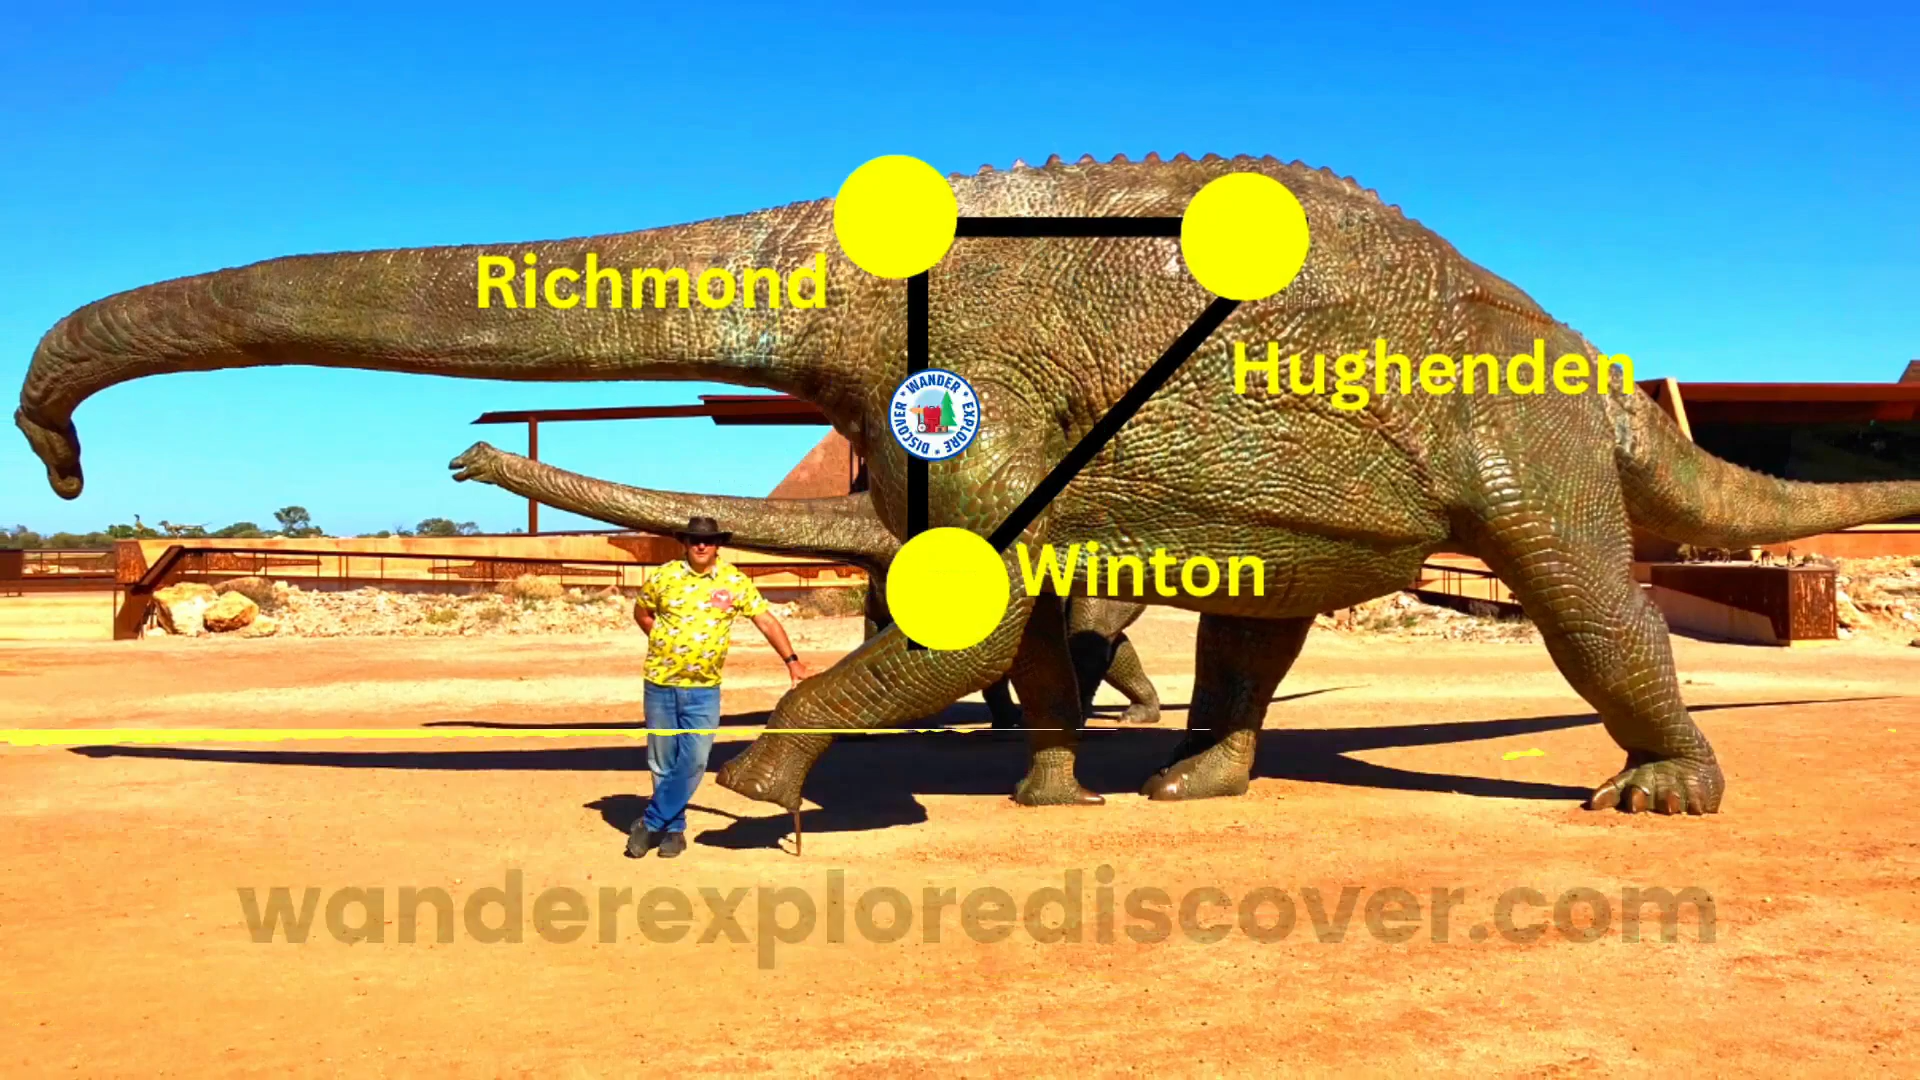 Richmond
Hughenden
WANDER * EXPLORE * DISCOVER *
Winton
wanderexplorediscover.com